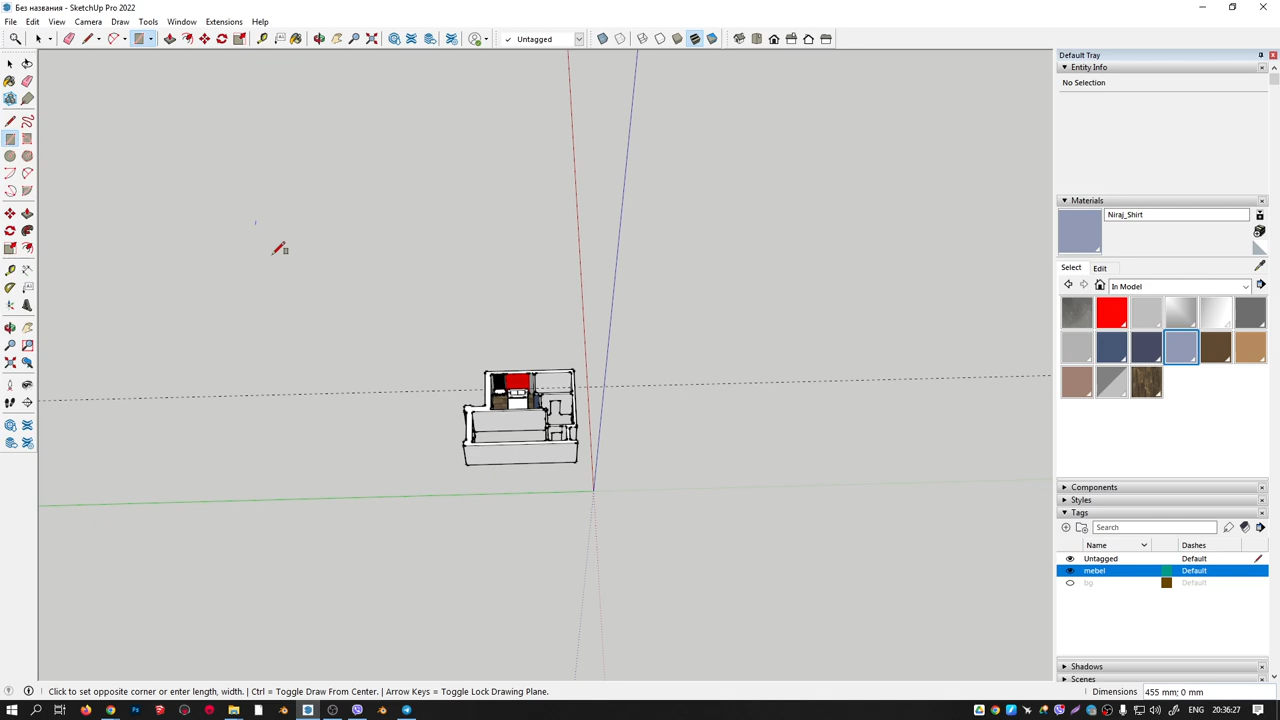 Без названия - SketchUp Pro 2022
File Edit View Camera Draw Tools Window Extensions Help
Untagged
Default Tray
Entity Info
No Selection
Materials
Niraj_Shirt
Select Edit
In Model
Components
Styles
Tags
Search
Name Dashes
Untagged Default
mebel Default
bg Default
Shadows
Scenes
Click to set opposite corner or enter length, width. | Ctrl = Toggle Draw From Center. | Arrow Keys = Toggle Lock Drawing Plane.
Dimensions 455 mm; 0 mm
ENG 20:36:27